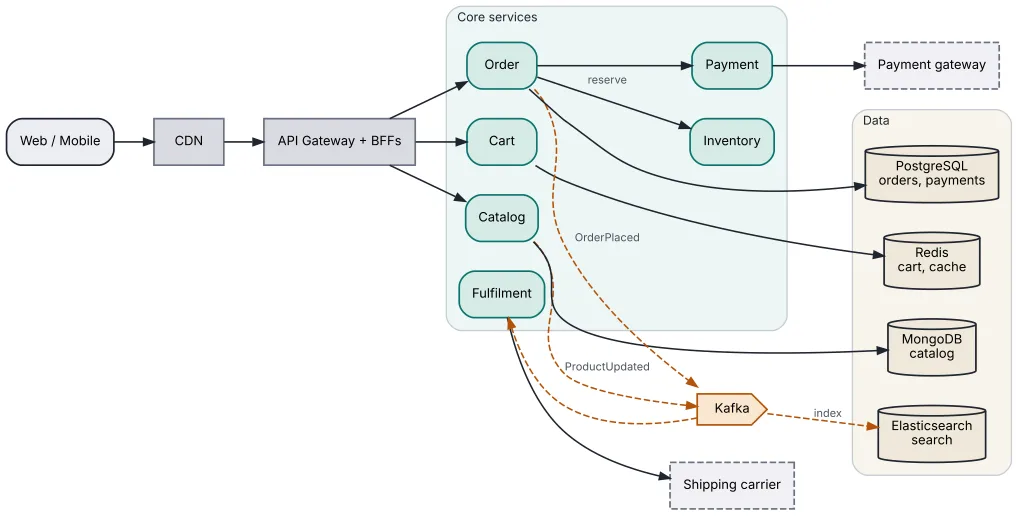 Core services
Order
Payment
Payment gateway
reserve
Data
Web / Mobile
CDN
API Gateway + BFFs
Cart
Inventory
PostgreSQL
orders, payments
Catalog
OrderPlaced
Redis
cart, cache
Fulfilment
MongoDB
catalog
ProductUpdated
Kafka
index
Elasticsearch
search
Shipping carrier